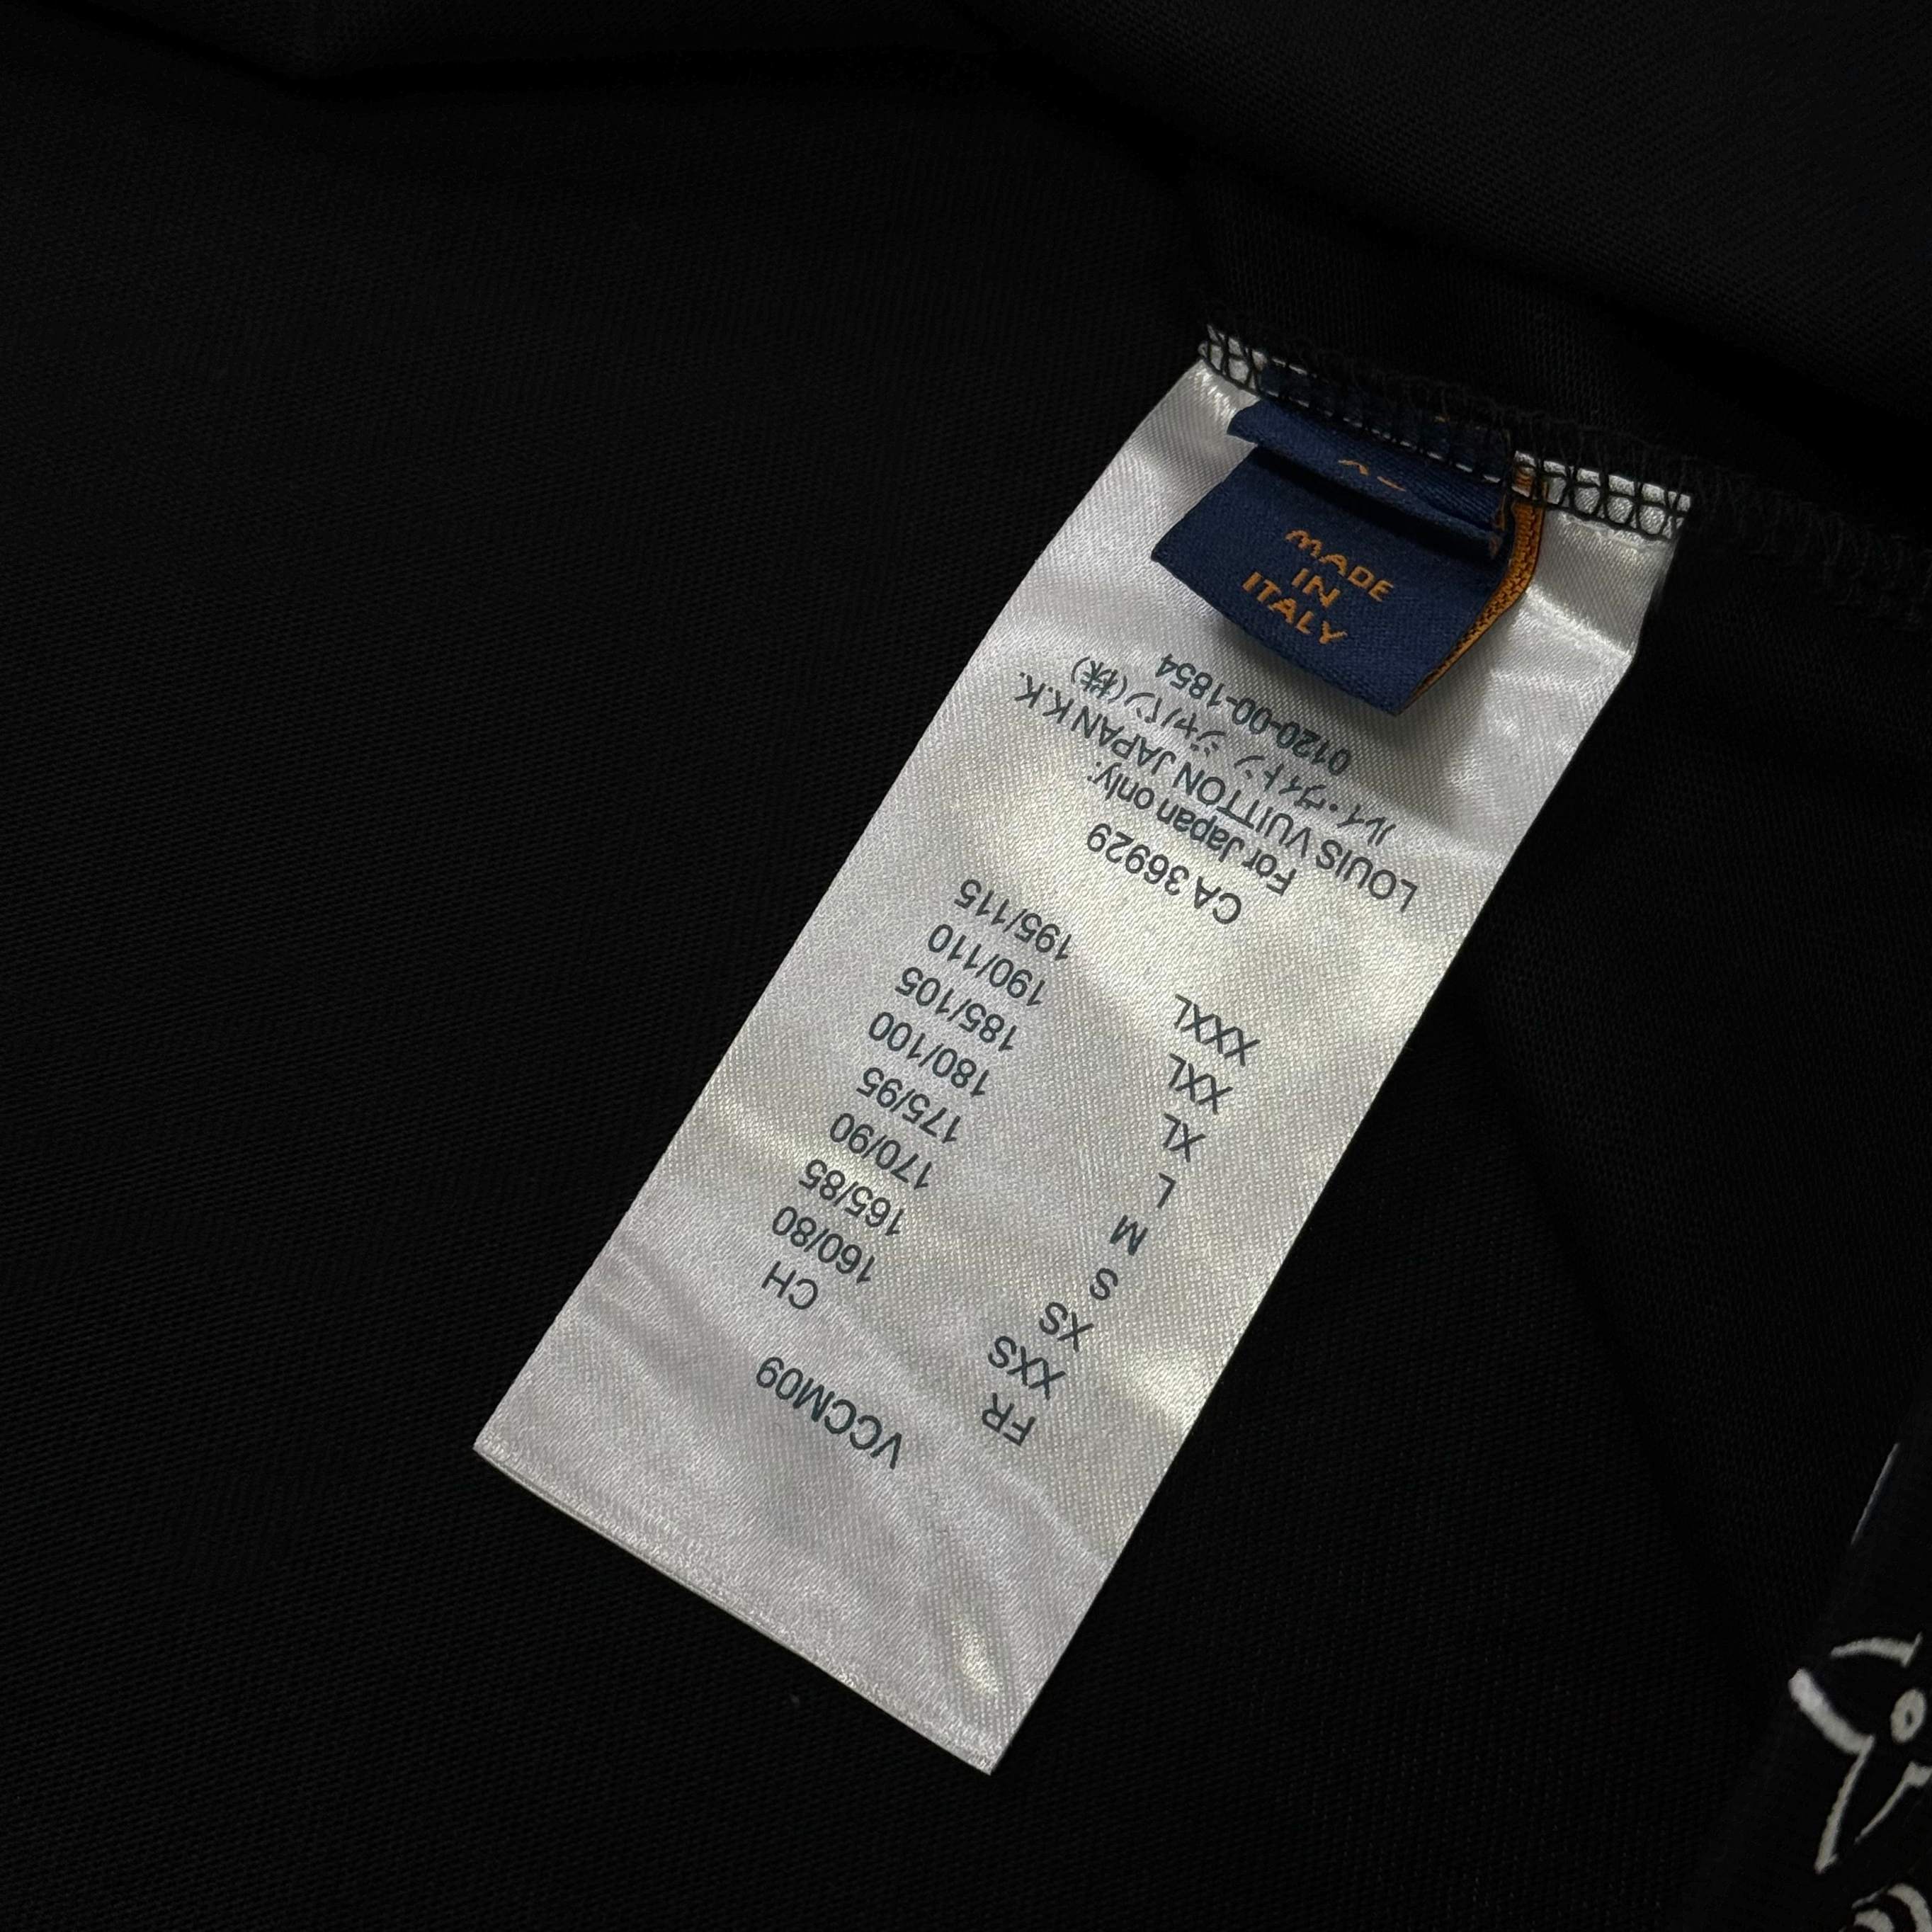 MADE
IN
ITALY
VCCM09
FR CH
XXS 160/80
XS 165/85
S 170/90
M 175/95
L 180/100
XL 185/105
XXL 190/110
XXXL 195/115
CA 36929
For Japan only:
LOUIS VUITTON JAPAN K.K.
ルイ・ヴィトン ジャパン(株)
0120-00-1854